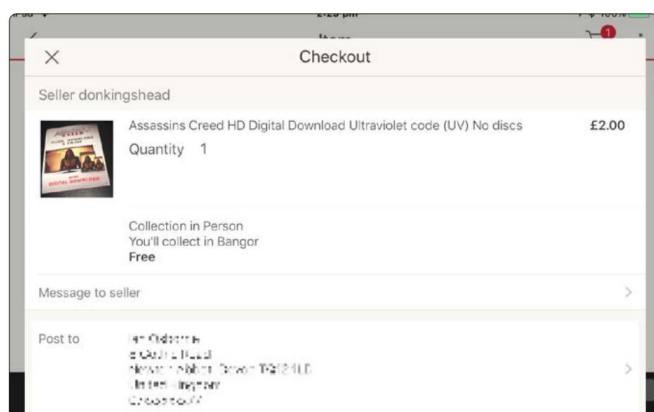 Checkout
Seller donkingshead
Assassins Creed HD Digital Download Ultraviolet code (UV) No discs £2.00
Quantity 1
Collection in Person
You'll collect in Bangor
Free
Message to seller
Post to